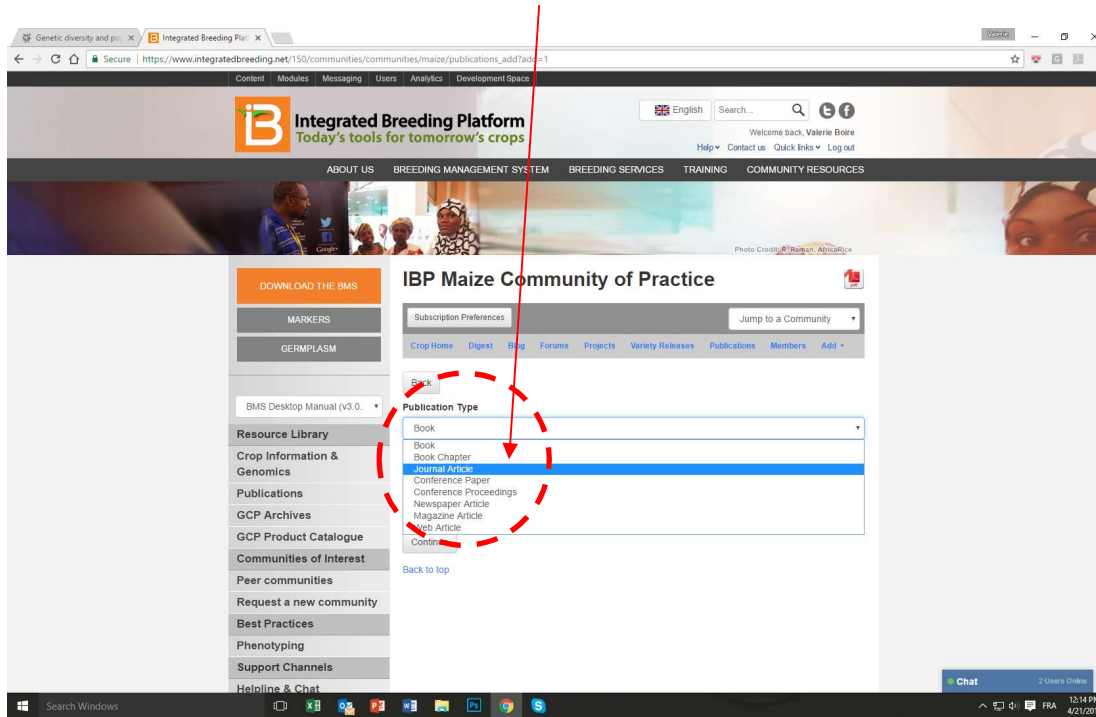 Genetic diversity and po
Integrated Breeding Plat
Valerie
Secure | https://www.integratedbreeding.net/150/communities/communities/maize/publications_add?add=1
Content Modules Messaging Users Analytics Development Space
Integrated Breeding Platform
Today's tools for tomorrow's crops
English Search...
Welcome back, Valerie Boire
Help Contact us Quick links Log out
ABOUT US BREEDING MANAGEMENT SYSTEM BREEDING SERVICES TRAINING COMMUNITY RESOURCES
Google+
Photo Credit: R. Raman, AfricaRice
DOWNLOAD THE BMS
MARKERS
GERMPLASM
BMS Desktop Manual (v3.0.
Resource Library
Crop Information &
Genomics
Publications
GCP Archives
GCP Product Catalogue
Communities of Interest
Peer communities
Request a new community
Best Practices
Phenotyping
Support Channels
Helpline & Chat
IBP Maize Community of Practice
Subscription Preferences
Jump to a Community
Crop Home Digest Blog Forums Projects Variety Releases Publications Members Add
Back
Publication Type
Book
Book
Book Chapter
Journal Article
Conference Paper
Conference Proceedings
Newspaper Article
Magazine Article
Web Article
Continue
Back to top
Chat 2 Users Online
Search Windows
FRA
12:14 PM
4/21/201